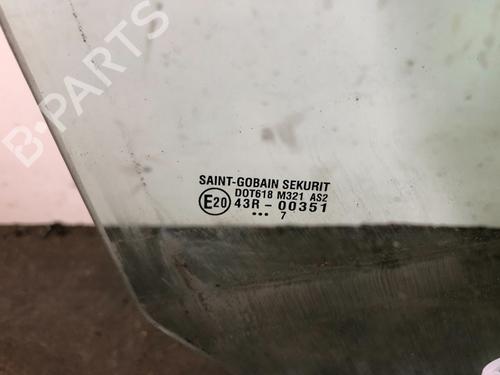 B-PARTS
SAINT-GOBAIN SEKURIT
DOT618 M321 AS2
E20 43R - 00351
••• 7